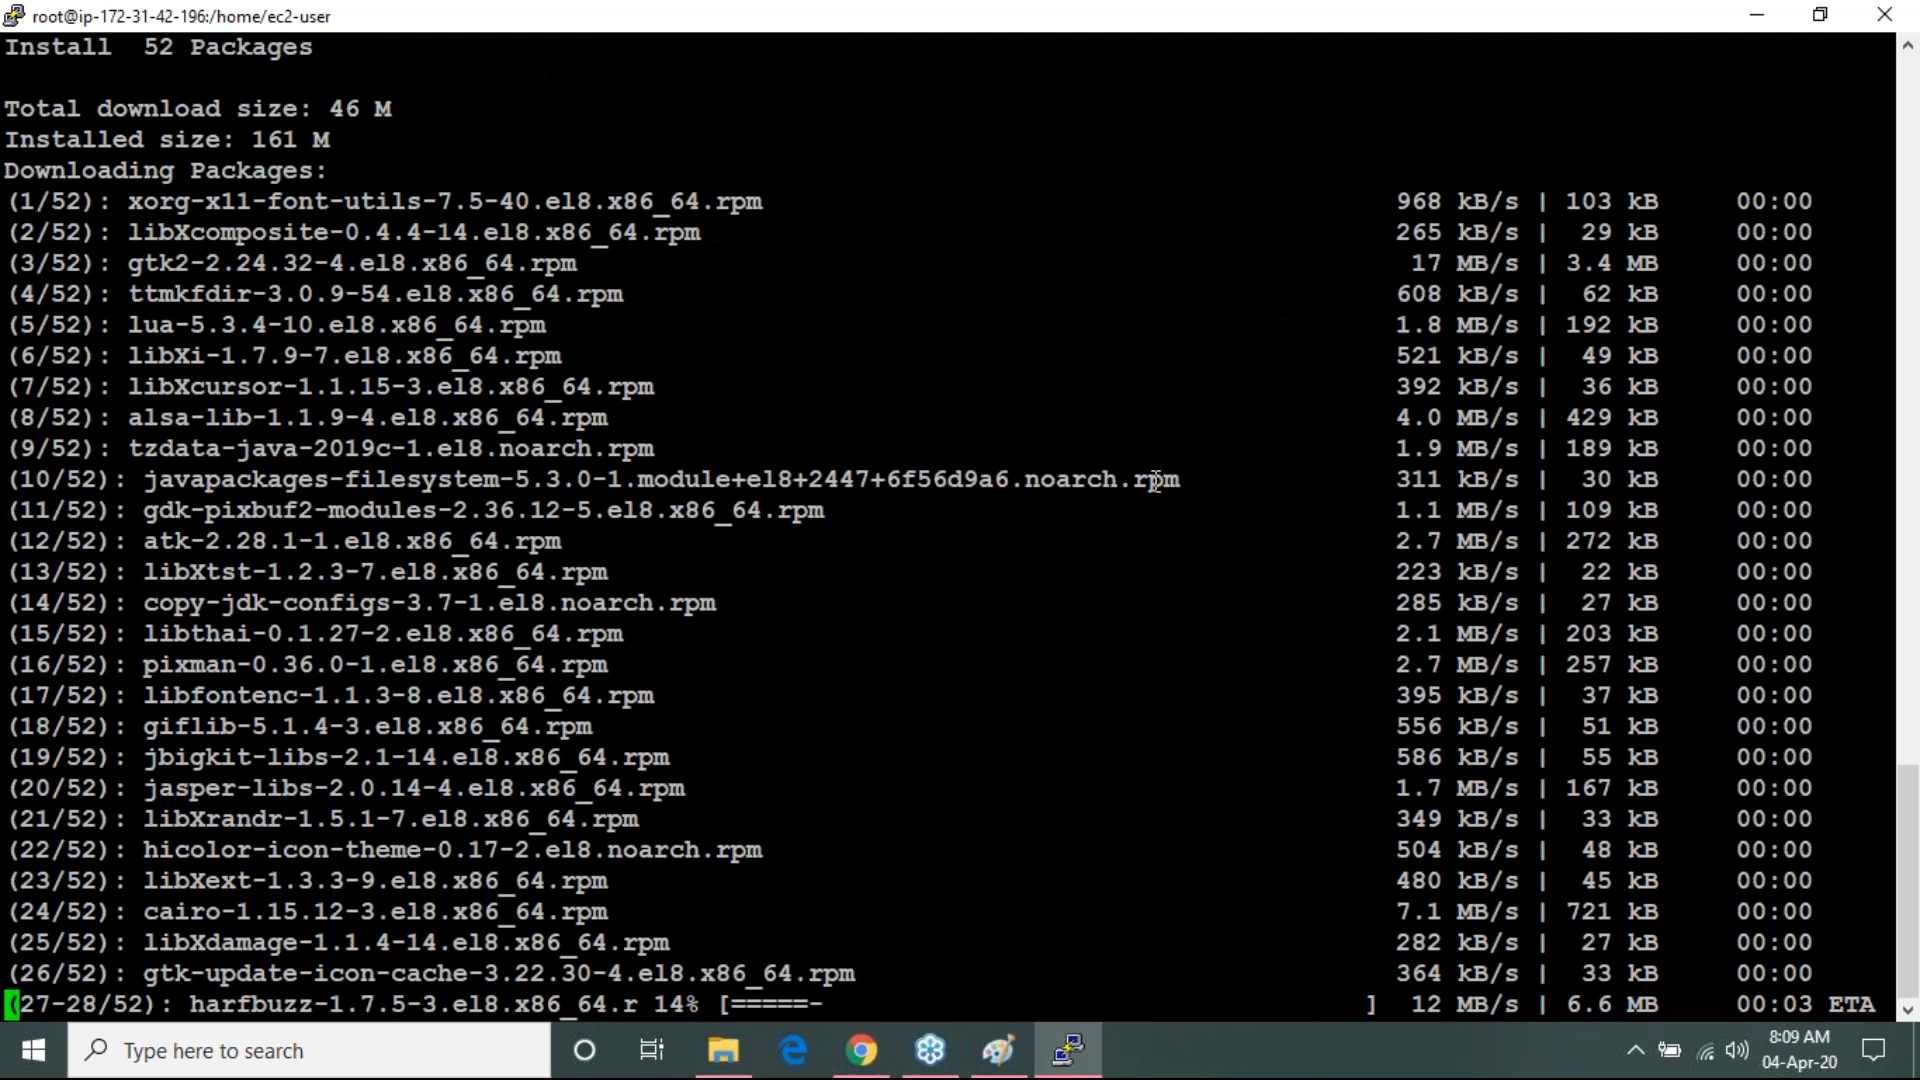 root@ip-172-31-42-196:/home/ec2-user
Install  52 Packages
Total download size: 46 M
Installed size: 161 M
Downloading Packages:
(1/52): xorg-x11-font-utils-7.5-40.el8.x86_64.rpm 968 kB/s | 103 kB 00:00
(2/52): libXcomposite-0.4.4-14.el8.x86_64.rpm 265 kB/s | 29 kB 00:00
(3/52): gtk2-2.24.32-4.el8.x86_64.rpm 17 MB/s | 3.4 MB 00:00
(4/52): ttmkfdir-3.0.9-54.el8.x86_64.rpm 608 kB/s | 62 kB 00:00
(5/52): lua-5.3.4-10.el8.x86_64.rpm 1.8 MB/s | 192 kB 00:00
(6/52): libXi-1.7.9-7.el8.x86_64.rpm 521 kB/s | 49 kB 00:00
(7/52): libXcursor-1.1.15-3.el8.x86_64.rpm 392 kB/s | 36 kB 00:00
(8/52): alsa-lib-1.1.9-4.el8.x86_64.rpm 4.0 MB/s | 429 kB 00:00
(9/52): tzdata-java-2019c-1.el8.noarch.rpm 1.9 MB/s | 189 kB 00:00
(10/52): javapackages-filesystem-5.3.0-1.module+el8+2447+6f56d9a6.noarch.rpm 311 kB/s | 30 kB 00:00
(11/52): gdk-pixbuf2-modules-2.36.12-5.el8.x86_64.rpm 1.1 MB/s | 109 kB 00:00
(12/52): atk-2.28.1-1.el8.x86_64.rpm 2.7 MB/s | 272 kB 00:00
(13/52): libXtst-1.2.3-7.el8.x86_64.rpm 223 kB/s | 22 kB 00:00
(14/52): copy-jdk-configs-3.7-1.el8.noarch.rpm 285 kB/s | 27 kB 00:00
(15/52): libthai-0.1.27-2.el8.x86_64.rpm 2.1 MB/s | 203 kB 00:00
(16/52): pixman-0.36.0-1.el8.x86_64.rpm 2.7 MB/s | 257 kB 00:00
(17/52): libfontenc-1.1.3-8.el8.x86_64.rpm 395 kB/s | 37 kB 00:00
(18/52): giflib-5.1.4-3.el8.x86_64.rpm 556 kB/s | 51 kB 00:00
(19/52): jbigkit-libs-2.1-14.el8.x86_64.rpm 586 kB/s | 55 kB 00:00
(20/52): jasper-libs-2.0.14-4.el8.x86_64.rpm 1.7 MB/s | 167 kB 00:00
(21/52): libXrandr-1.5.1-7.el8.x86_64.rpm 349 kB/s | 33 kB 00:00
(22/52): hicolor-icon-theme-0.17-2.el8.noarch.rpm 504 kB/s | 48 kB 00:00
(23/52): libXext-1.3.3-9.el8.x86_64.rpm 480 kB/s | 45 kB 00:00
(24/52): cairo-1.15.12-3.el8.x86_64.rpm 7.1 MB/s | 721 kB 00:00
(25/52): libXdamage-1.1.4-14.el8.x86_64.rpm 282 kB/s | 27 kB 00:00
(26/52): gtk-update-icon-cache-3.22.30-4.el8.x86_64.rpm 364 kB/s | 33 kB 00:00
(27-28/52): harfbuzz-1.7.5-3.el8.x86_64.r 14% [=====- ] 12 MB/s | 6.6 MB 00:03 ETA
Type here to search
8:09 AM
04-Apr-20